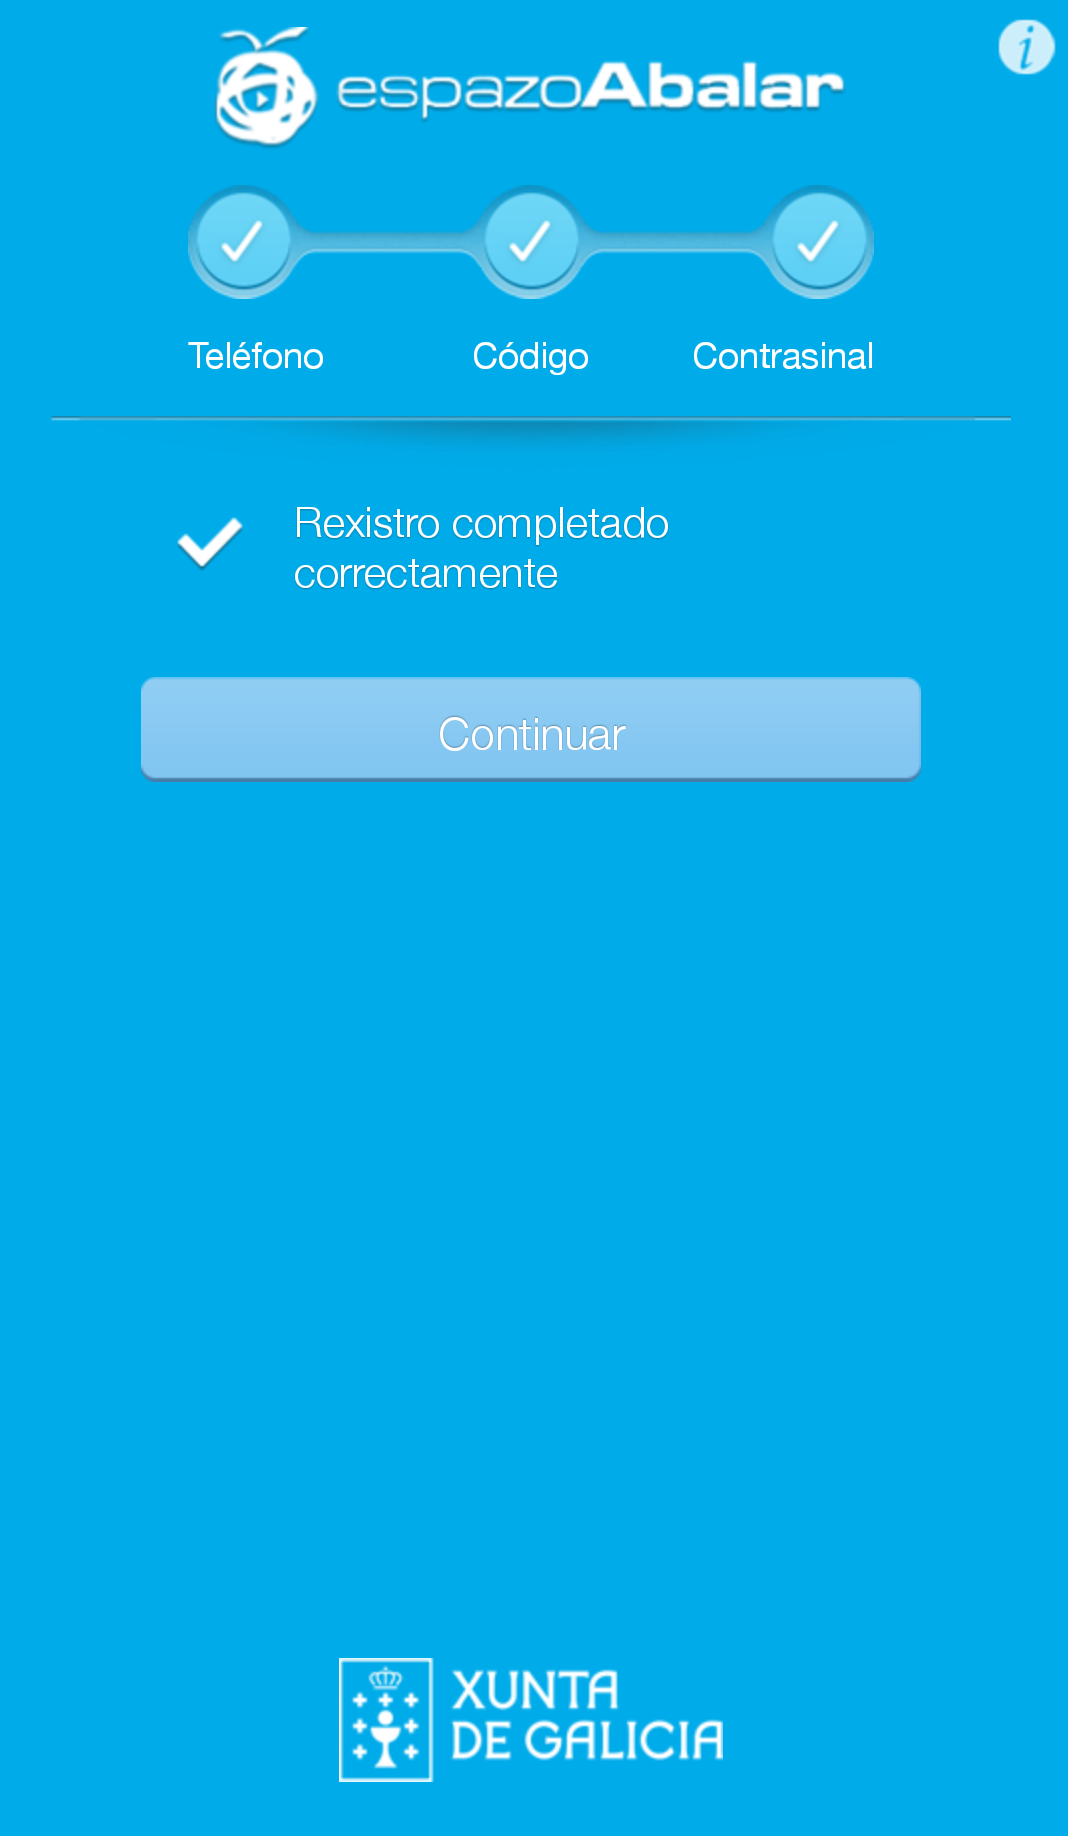 espazoAbalar
i
Teléfono Código Contrasinal
Rexistro completado
correctamente
Continuar
XUNTA
DE GALICIA